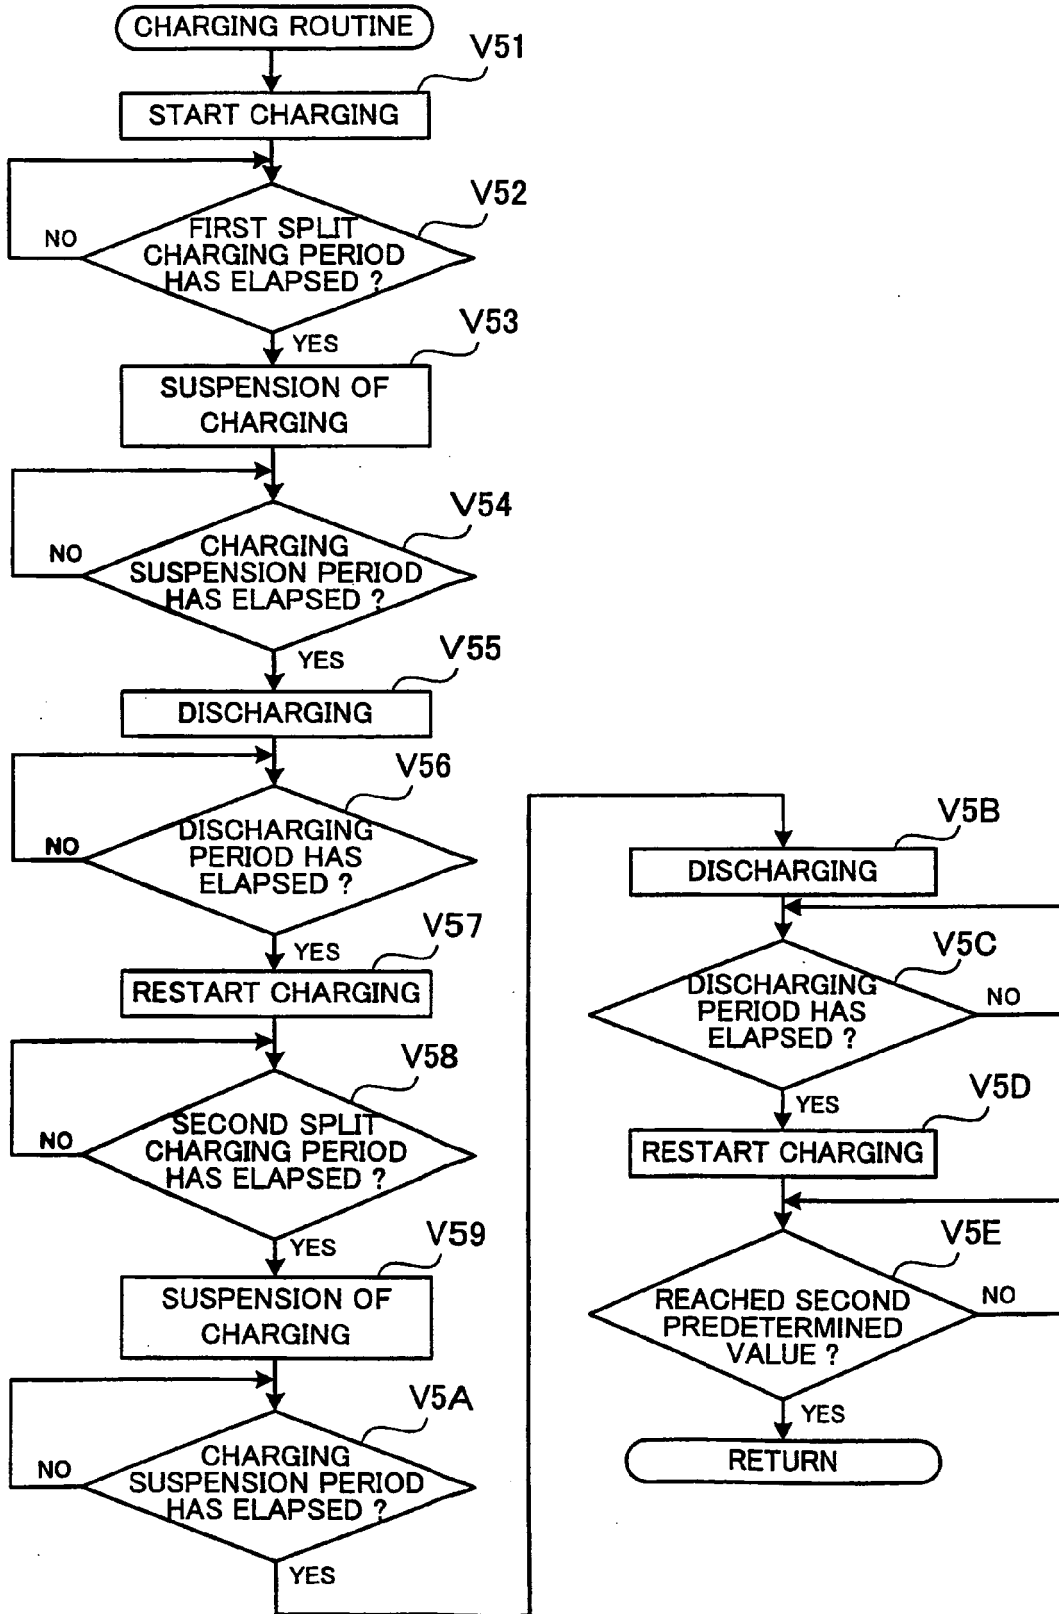 CHARGING ROUTINE
V51
START CHARGING
V52
FIRST SPLIT
CHARGING PERIOD
HAS ELAPSED ?
NO
YES
V53
SUSPENSION OF
CHARGING
V54
CHARGING
SUSPENSION PERIOD
HAS ELAPSED ?
NO
YES
V55
DISCHARGING
V56
DISCHARGING
PERIOD HAS
ELAPSED ?
NO
YES
V57
RESTART CHARGING
V58
SECOND SPLIT
CHARGING PERIOD
HAS ELAPSED ?
NO
YES
V59
SUSPENSION OF
CHARGING
V5A
CHARGING
SUSPENSION PERIOD
HAS ELAPSED ?
NO
YES
V5B
DISCHARGING
V5C
DISCHARGING
PERIOD HAS
ELAPSED ?
NO
YES
V5D
RESTART CHARGING
V5E
REACHED SECOND
PREDETERMINED
VALUE ?
NO
YES
RETURN